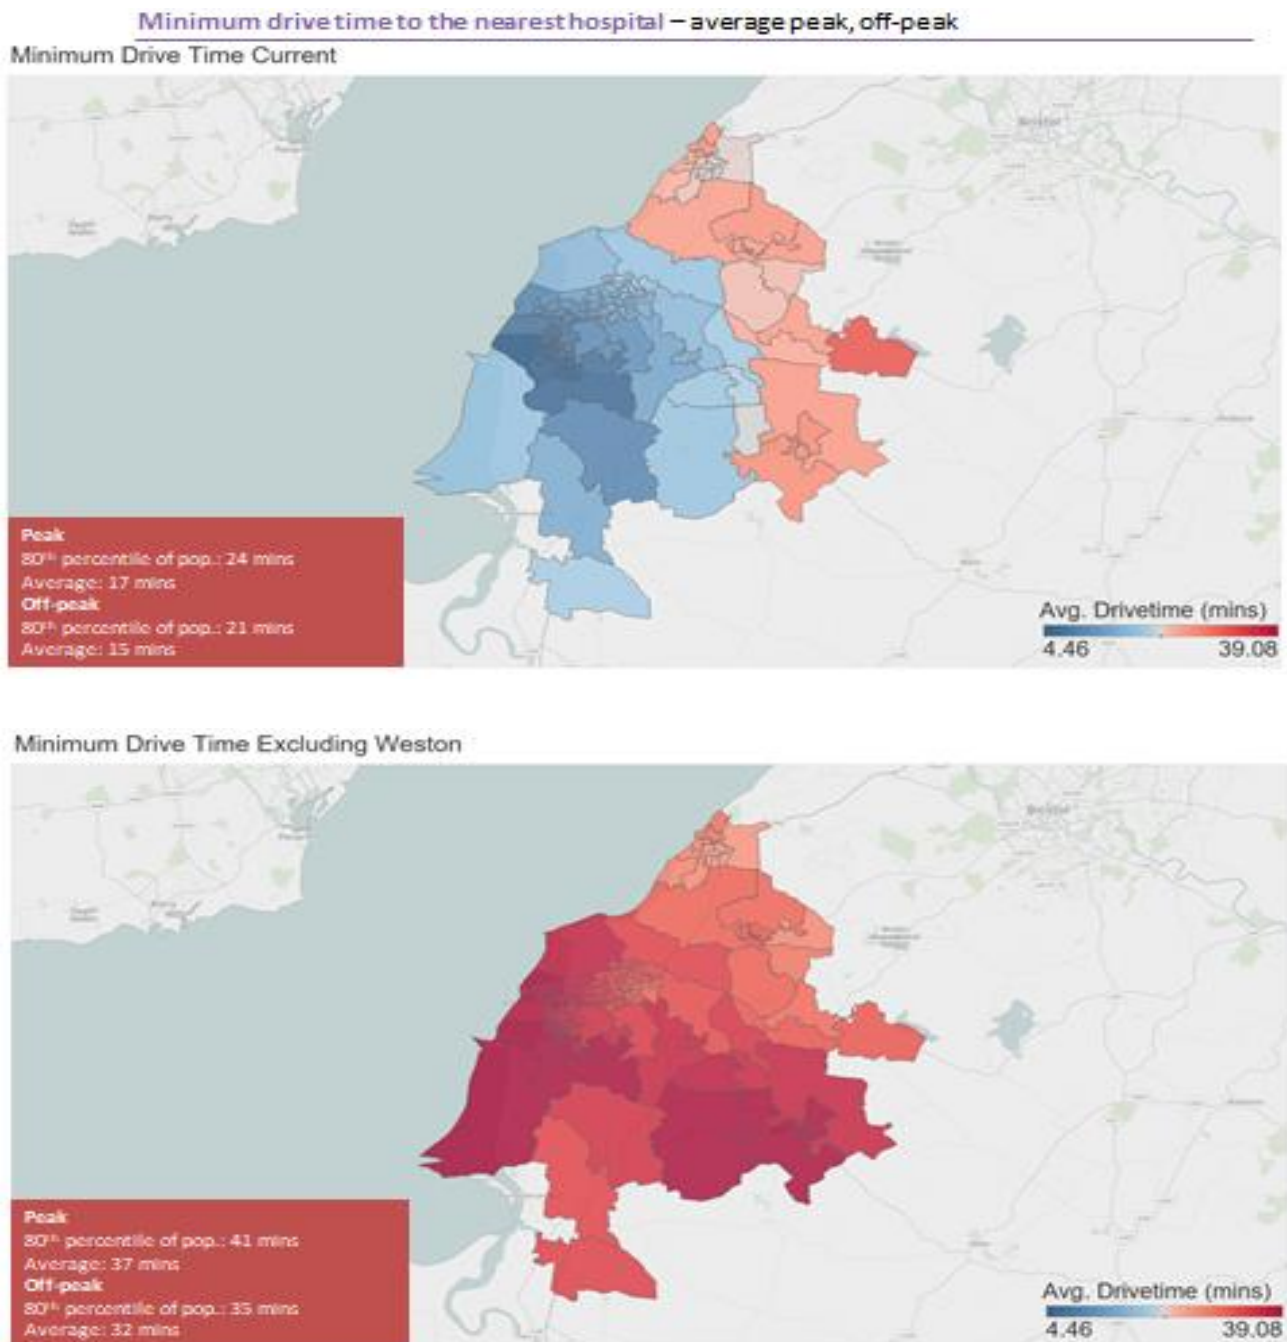 Minimum drive time to the nearest hospital – average peak, off-peak
Minimum Drive Time Current
Bristol
Peak
80th percentile of pop.: 24 mins
Average: 17 mins
Off-peak
80th percentile of pop.: 21 mins
Average: 15 mins
Avg. Drivetime (mins)
4.46 39.08
Minimum Drive Time Excluding Weston
Bristol
Peak
80th percentile of pop.: 41 mins
Average: 37 mins
Off-peak
80th percentile of pop.: 35 mins
Average: 32 mins
Avg. Drivetime (mins)
4.46 39.08